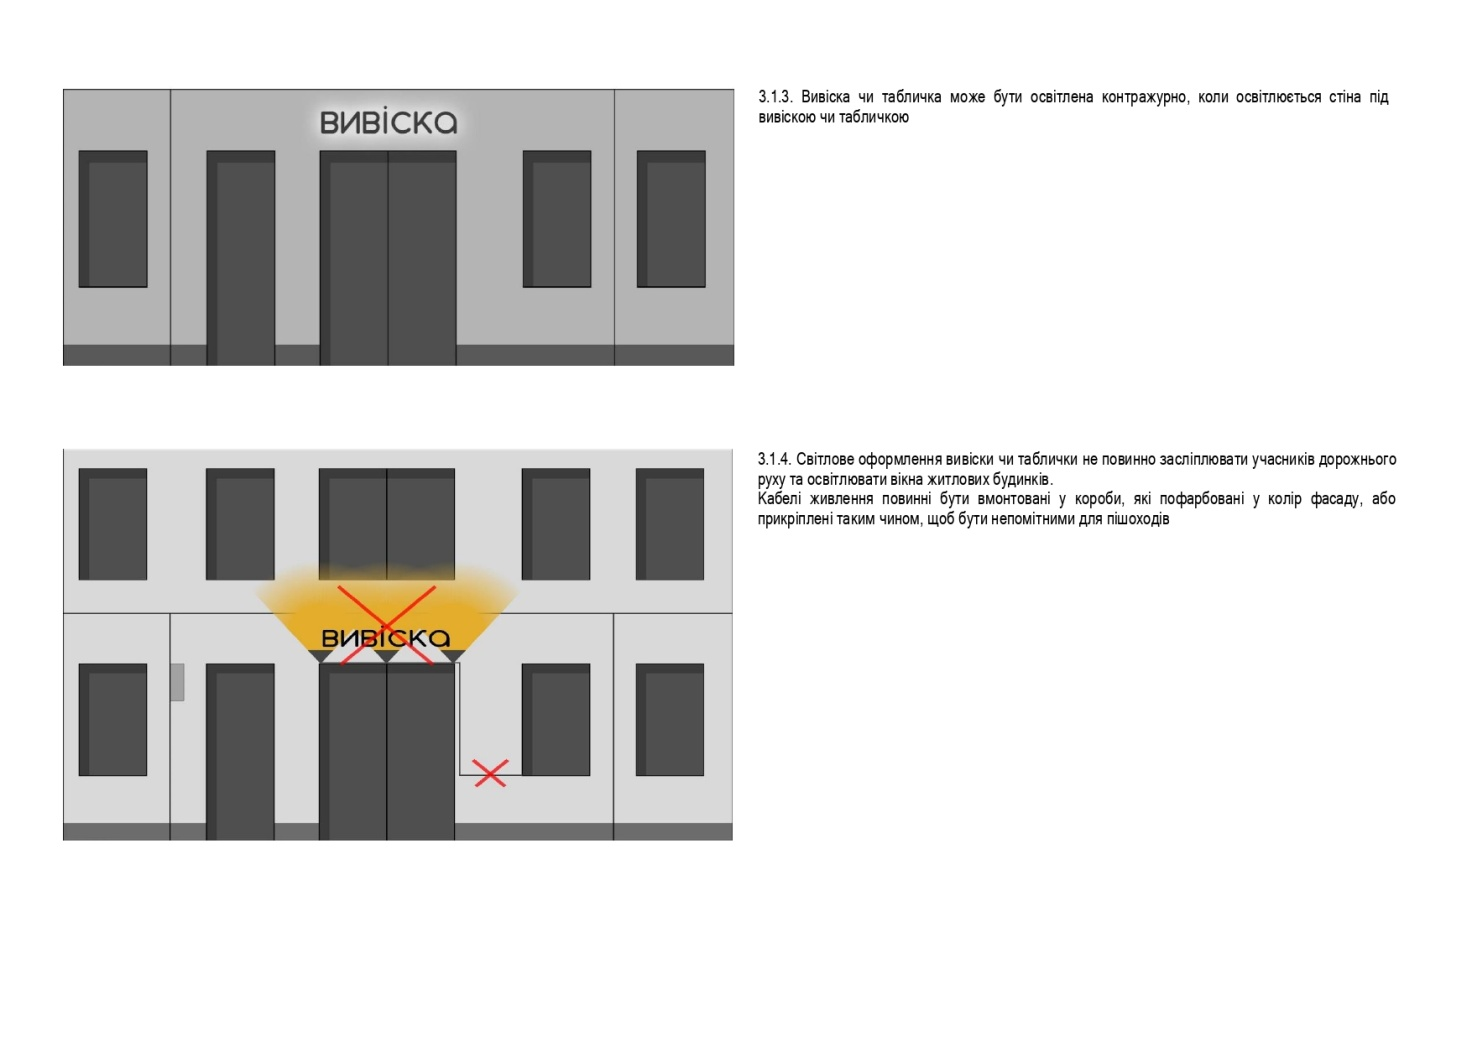 ВИВіСКА
3.1.3. Вивіска чи табличка може бути освітлена контражурно, коли освітлюється стіна під
вивіскою чи табличкою
3.1.4. Світлове оформлення вивіски чи таблички не повинно засліплювати учасників дорожнього
руху та освітлювати вікна житлових будинків.
Кабелі живлення повинні бути вмонтовані у короби, які пофарбовані у колір фасаду, або
прикріплені таким чином, щоб бути непомітними для пішоходів
ВИВіСКА